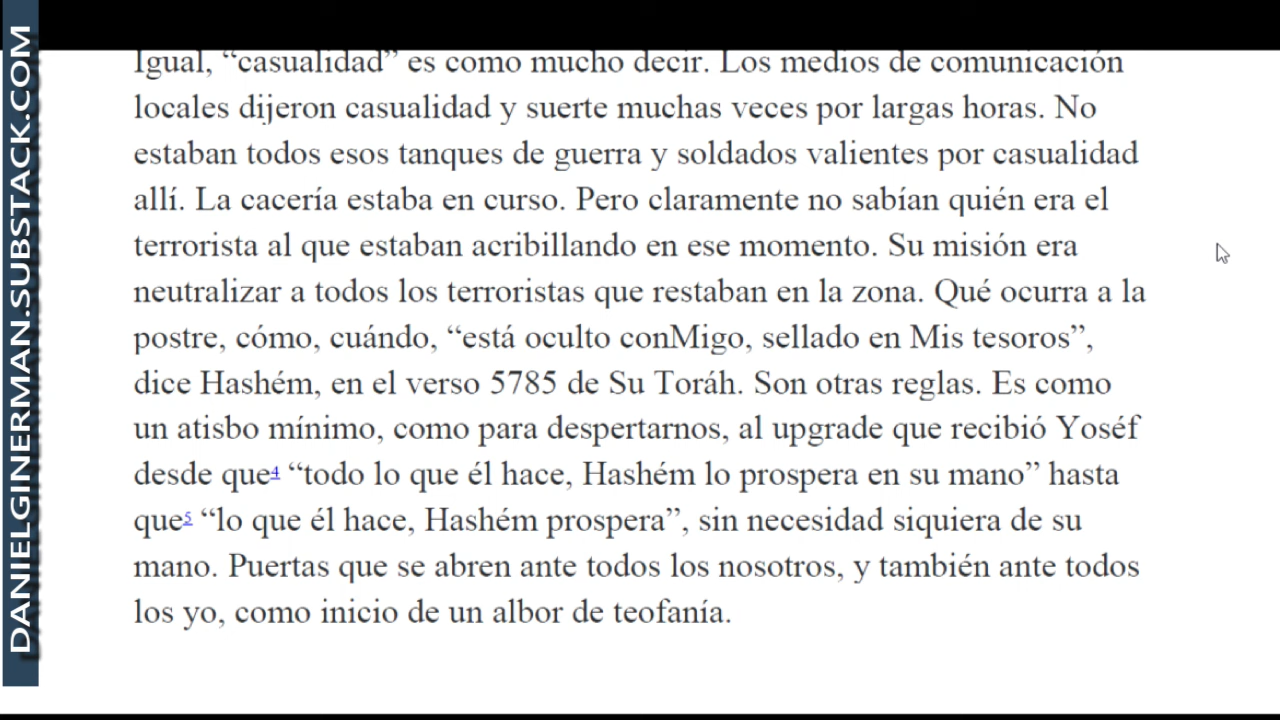 DANIELGINERMAN.SUBSTACK.COM
Igual, “casualidad” es como mucho decir. Los medios de comunicación
locales dijeron casualidad y suerte muchas veces por largas horas. No
estaban todos esos tanques de guerra y soldados valientes por casualidad
allí. La cacería estaba en curso. Pero claramente no sabían quién era el
terrorista al que estaban acribillando en ese momento. Su misión era
neutralizar a todos los terroristas que restaban en la zona. Qué ocurra a la
postre, cómo, cuándo, “está oculto conMigo, sellado en Mis tesoros”,
dice Hashém, en el verso 5785 de Su Toráh. Son otras reglas. Es como
un atisbo mínimo, como para despertarnos, al upgrade que recibió Yoséf
desde que4 “todo lo que él hace, Hashém lo prospera en su mano” hasta
que5 “lo que él hace, Hashém prospera”, sin necesidad siquiera de su
mano. Puertas que se abren ante todos los nosotros, y también ante todos
los yo, como inicio de un albor de teofanía.